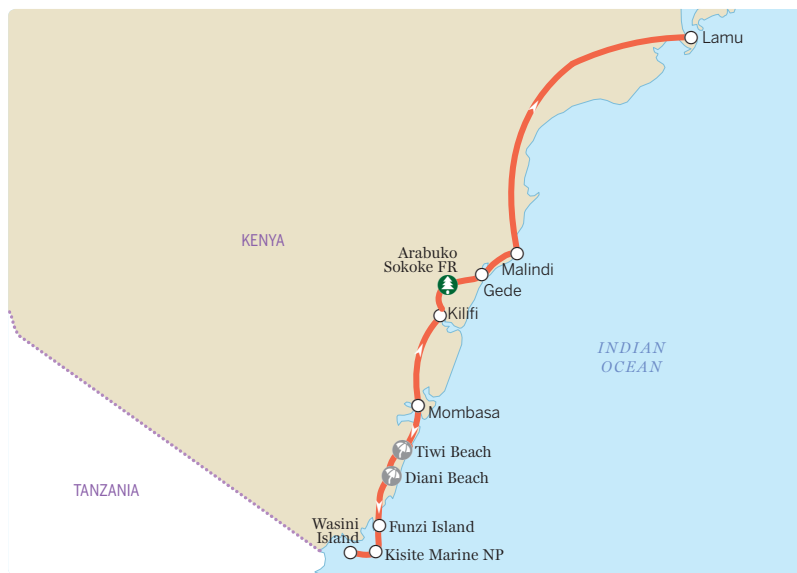 Lamu
KENYA
Arabuko
Sokoke FR
Malindi
Gede
Kilifi
INDIAN
OCEAN
Mombasa
Tiwi Beach
Diani Beach
TANZANIA
Wasini
Island
Funzi Island
Kisite Marine NP